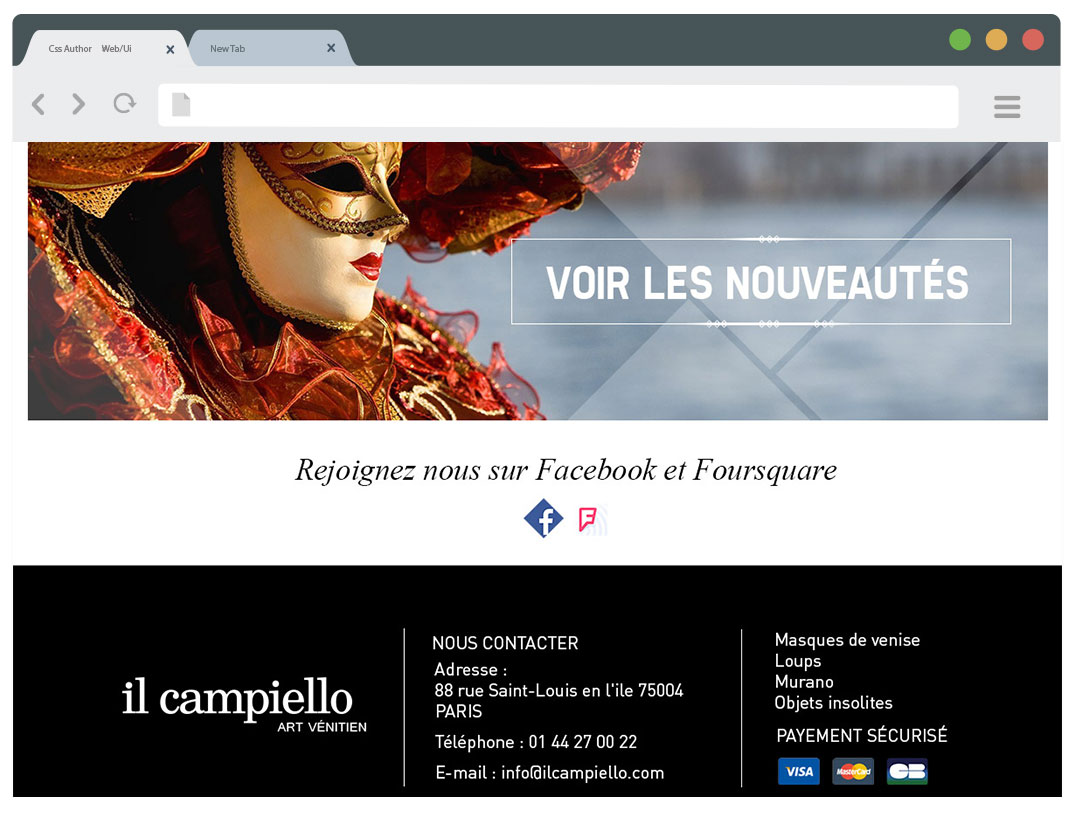 Css Author Web/Ui
New Tab
VOIR LES NOUVEAUTÉS
Rejoignez nous sur Facebook et Foursquare
il campiello
ART VÉNITIEN
NOUS CONTACTER
Adresse :
88 rue Saint-Louis en l'ile 75004
PARIS
Téléphone : 01 44 27 00 22
E-mail : info@ilcampiello.com
Masques de venise
Loups
Murano
Objets insolites
PAYEMENT SÉCURISÉ
VISA
MasterCard
CB